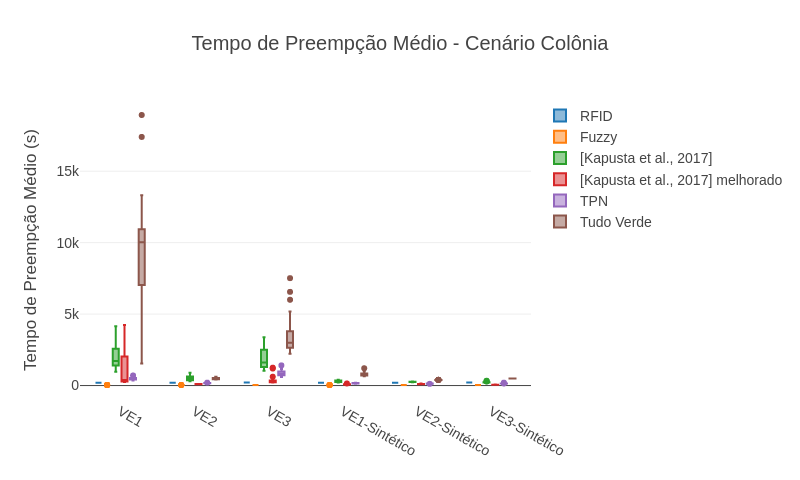 Tempo de Preempção Médio - Cenário Colônia
Tempo de Preempção Médio (s)
15k
10k
5k
0
VE1
VE2
VE3
VE1-Sintético
VE2-Sintético
VE3-Sintético
RFID
Fuzzy
[Kapusta et al., 2017]
[Kapusta et al., 2017] melhorado
TPN
Tudo Verde